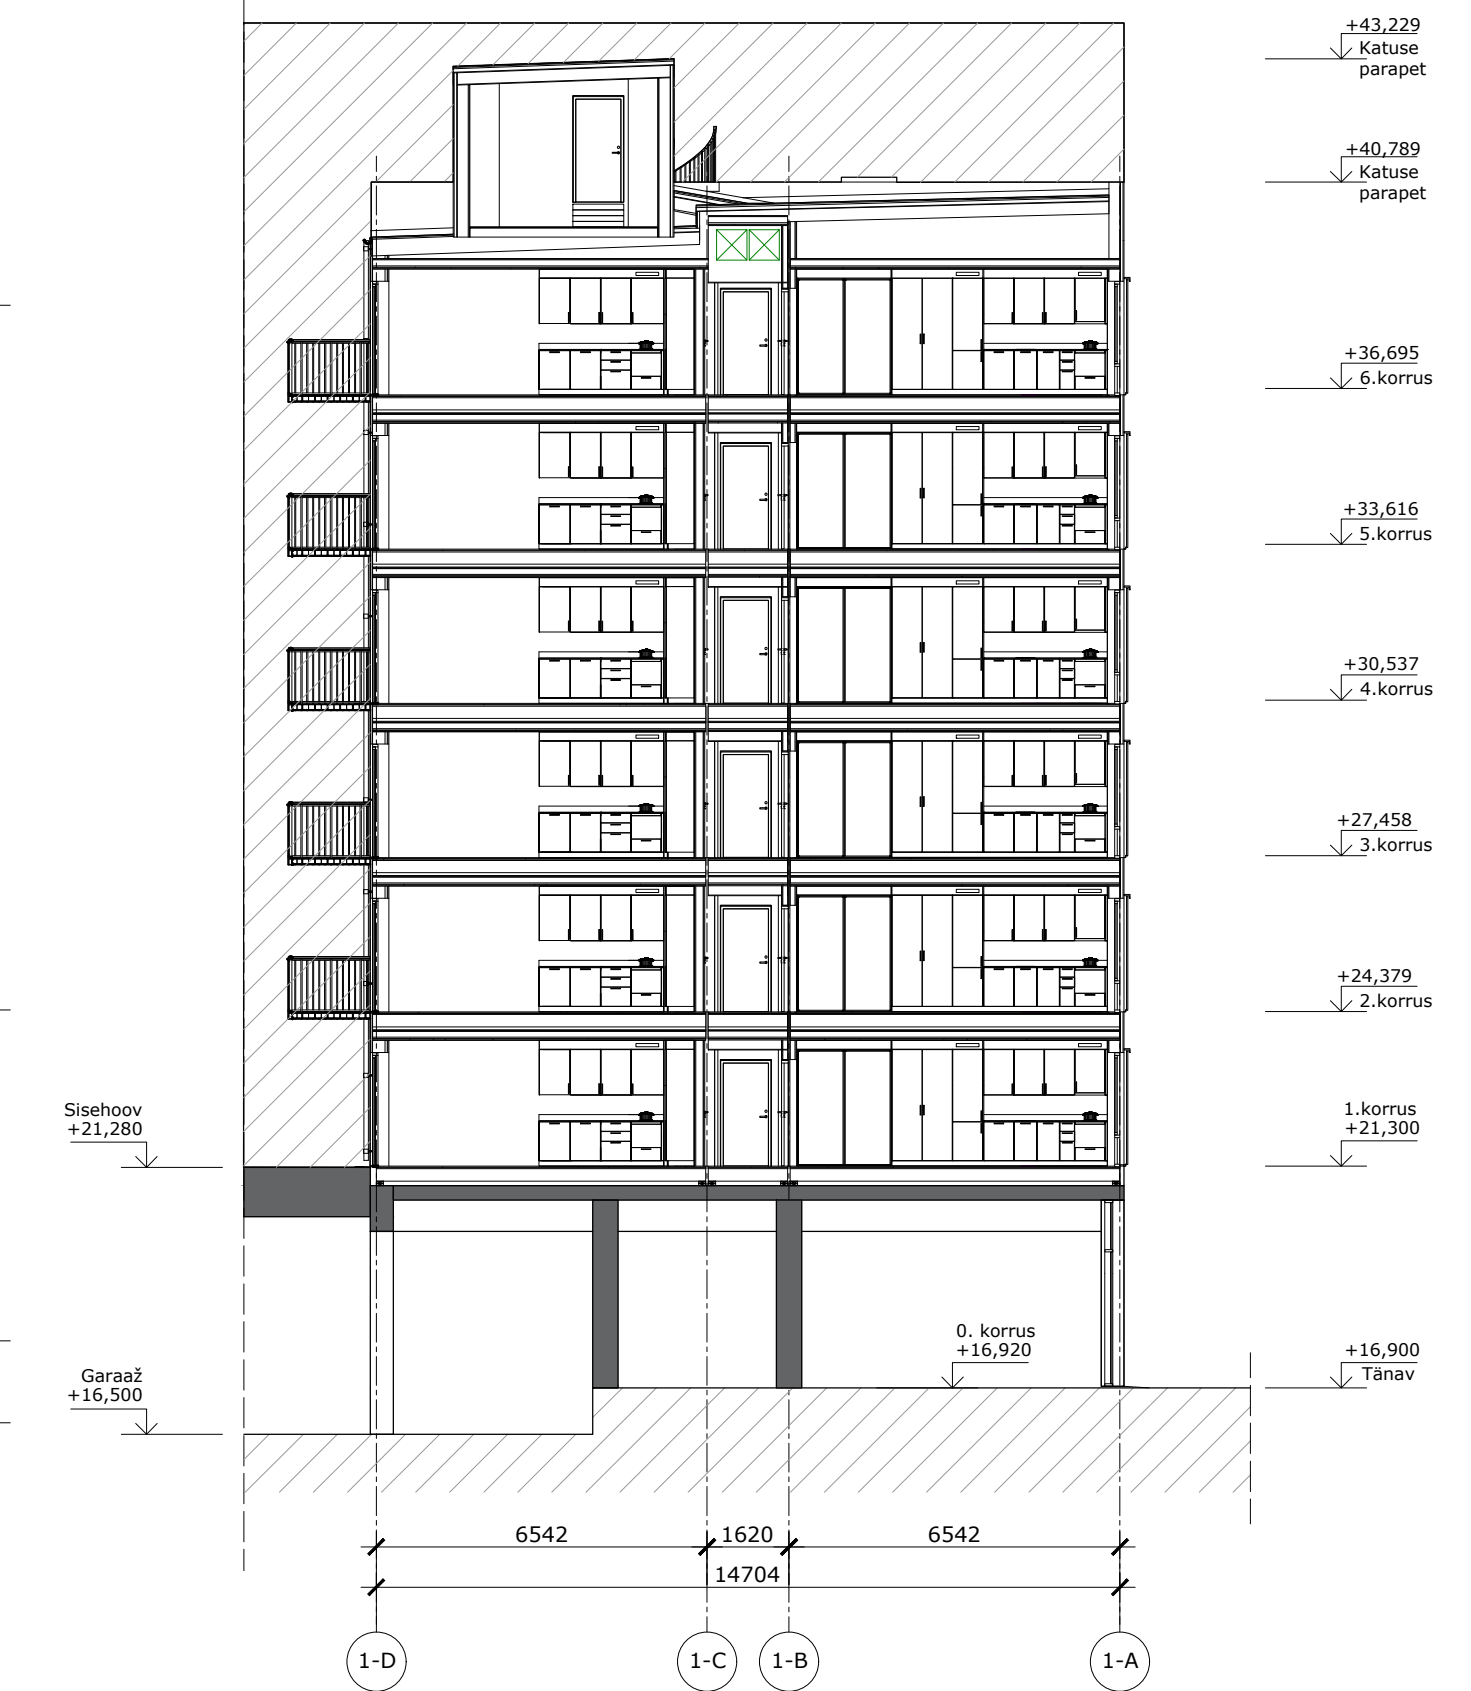 +43,229
Katuse
parapet
+40,789
Katuse
parapet
+36,695
6.korrus
+33,616
5.korrus
+30,537
4.korrus
+27,458
3.korrus
+24,379
2.korrus
Sisehoov
+21,280
1.korrus
+21,300
0. korrus
+16,920
+16,900
Tänav
Garaaž
+16,500
6542 1620 6542
14704
1-D 1-C 1-B 1-A